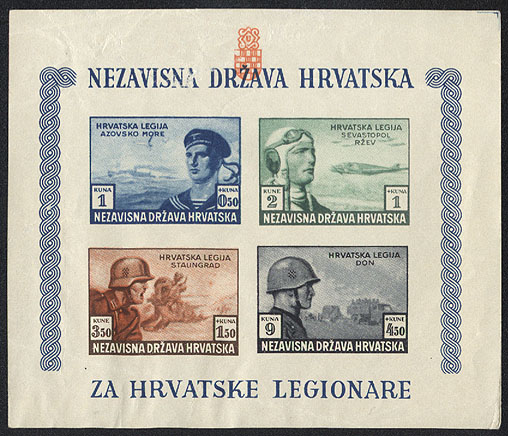 NEZAVISNA DRŽAVA HRVATSKA
HRVATSKA LEGIJA
AZOVSKO MORE
KUNA
1
+KUNA
0.50
NEZAVISNA DRŽAVA HRVATSKA
HRVATSKA LEGIJA
SEVASTOPOL
RŽEV
KUNE
2
+KUNA
1
NEZAVISNA DRŽAVA HRVATSKA
HRVATSKA LEGIJA
STALINGRAD
KUNE
3.50
+KUNA
1.50
NEZAVISNA DRŽAVA HRVATSKA
HRVATSKA LEGIJA
DON
KUNA
9
+KUNE
4.50
NEZAVISNA DRŽAVA HRVATSKA
ZA HRVATSKE LEGIONARE